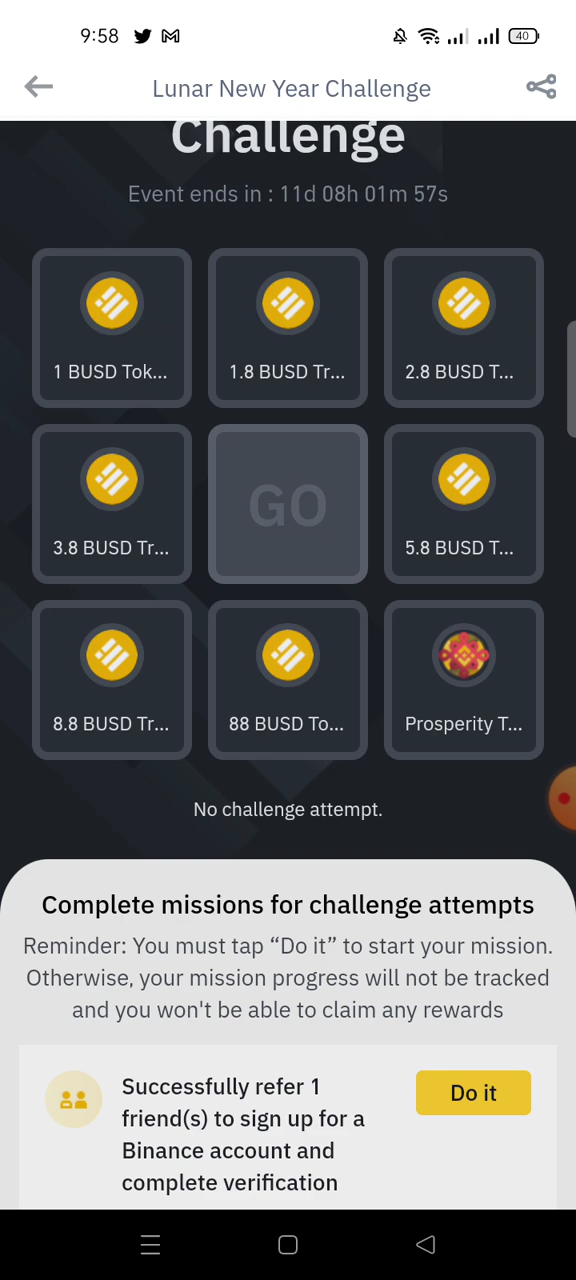 9:58
40
Lunar New Year Challenge
Challenge
Event ends in : 11d 08h 01m 57s
1 BUSD Tok...
1.8 BUSD Tr...
2.8 BUSD T...
3.8 BUSD Tr...
GO
5.8 BUSD T...
8.8 BUSD Tr...
88 BUSD To...
Prosperity T...
No challenge attempt.
Complete missions for challenge attempts
Reminder: You must tap “Do it” to start your mission.
Otherwise, your mission progress will not be tracked
and you won't be able to claim any rewards
Successfully refer 1
friend(s) to sign up for a
Binance account and
complete verification
Do it